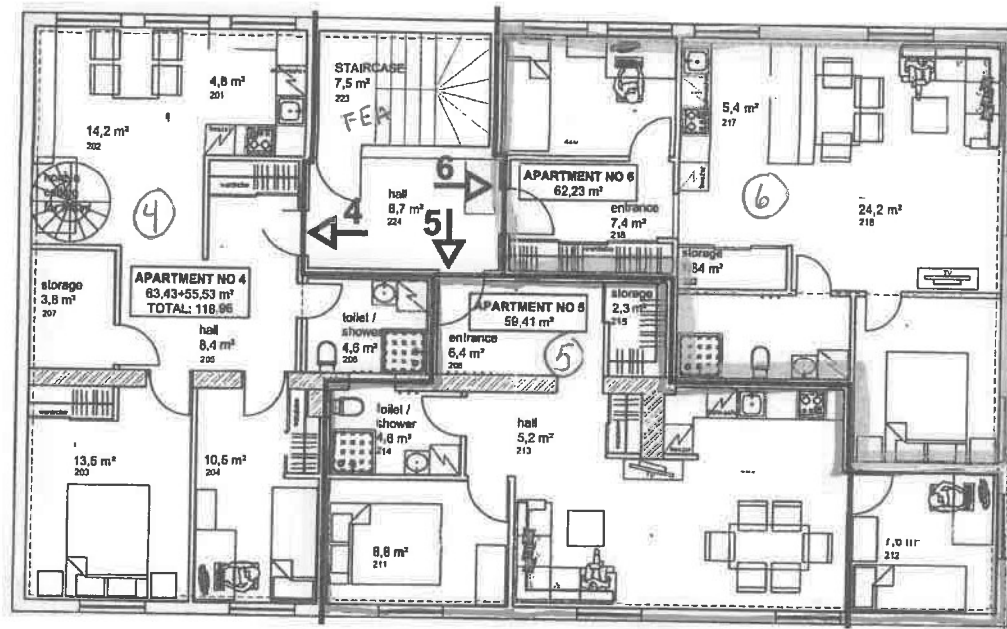 4,8 m²
201
14,2 m²
202
4
STAIRCASE
7,5 m²
223
FEA
hall
8,7 m²
224
4
5
6
APARTMENT NO 6
62,23 m²
entrance
7,4 m²
218
5,4 m²
217
6
24,2 m²
216
TV
storage
storage
3,8 m²
207
APARTMENT NO 4
63,43+55,53 m²
TOTAL: 118,96
hall
8,4 m²
205
toilet /
shower
4,6 m²
206
APARTMENT NO 5
59,41 m²
entrance
6,4 m²
storage
2,3 m²
215
5
wardrobe
13,6 m²
203
10,6 m²
204
toilet /
shower
4,8 m²
214
hall
5,2 m²
213
8,8 m²
211
212